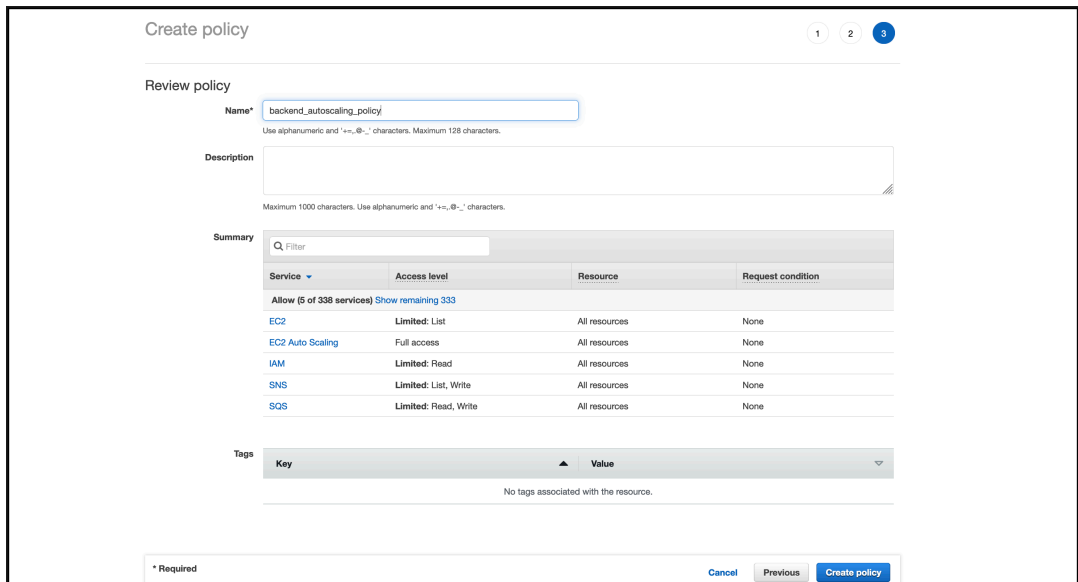 Create policy
1 2 3
Review policy
Name* backend_autoscaling_policy
Use alphanumeric and '+=,.@-_' characters. Maximum 128 characters.
Description
Maximum 1000 characters. Use alphanumeric and '+=,.@-_' characters.
Summary
Filter
Service Access level Resource Request condition
Allow (5 of 338 services) Show remaining 333
EC2 Limited: List All resources None
EC2 Auto Scaling Full access All resources None
IAM Limited: Read All resources None
SNS Limited: List, Write All resources None
SQS Limited: Read, Write All resources None
Tags
Key Value
No tags associated with the resource.
* Required Cancel Previous Create policy